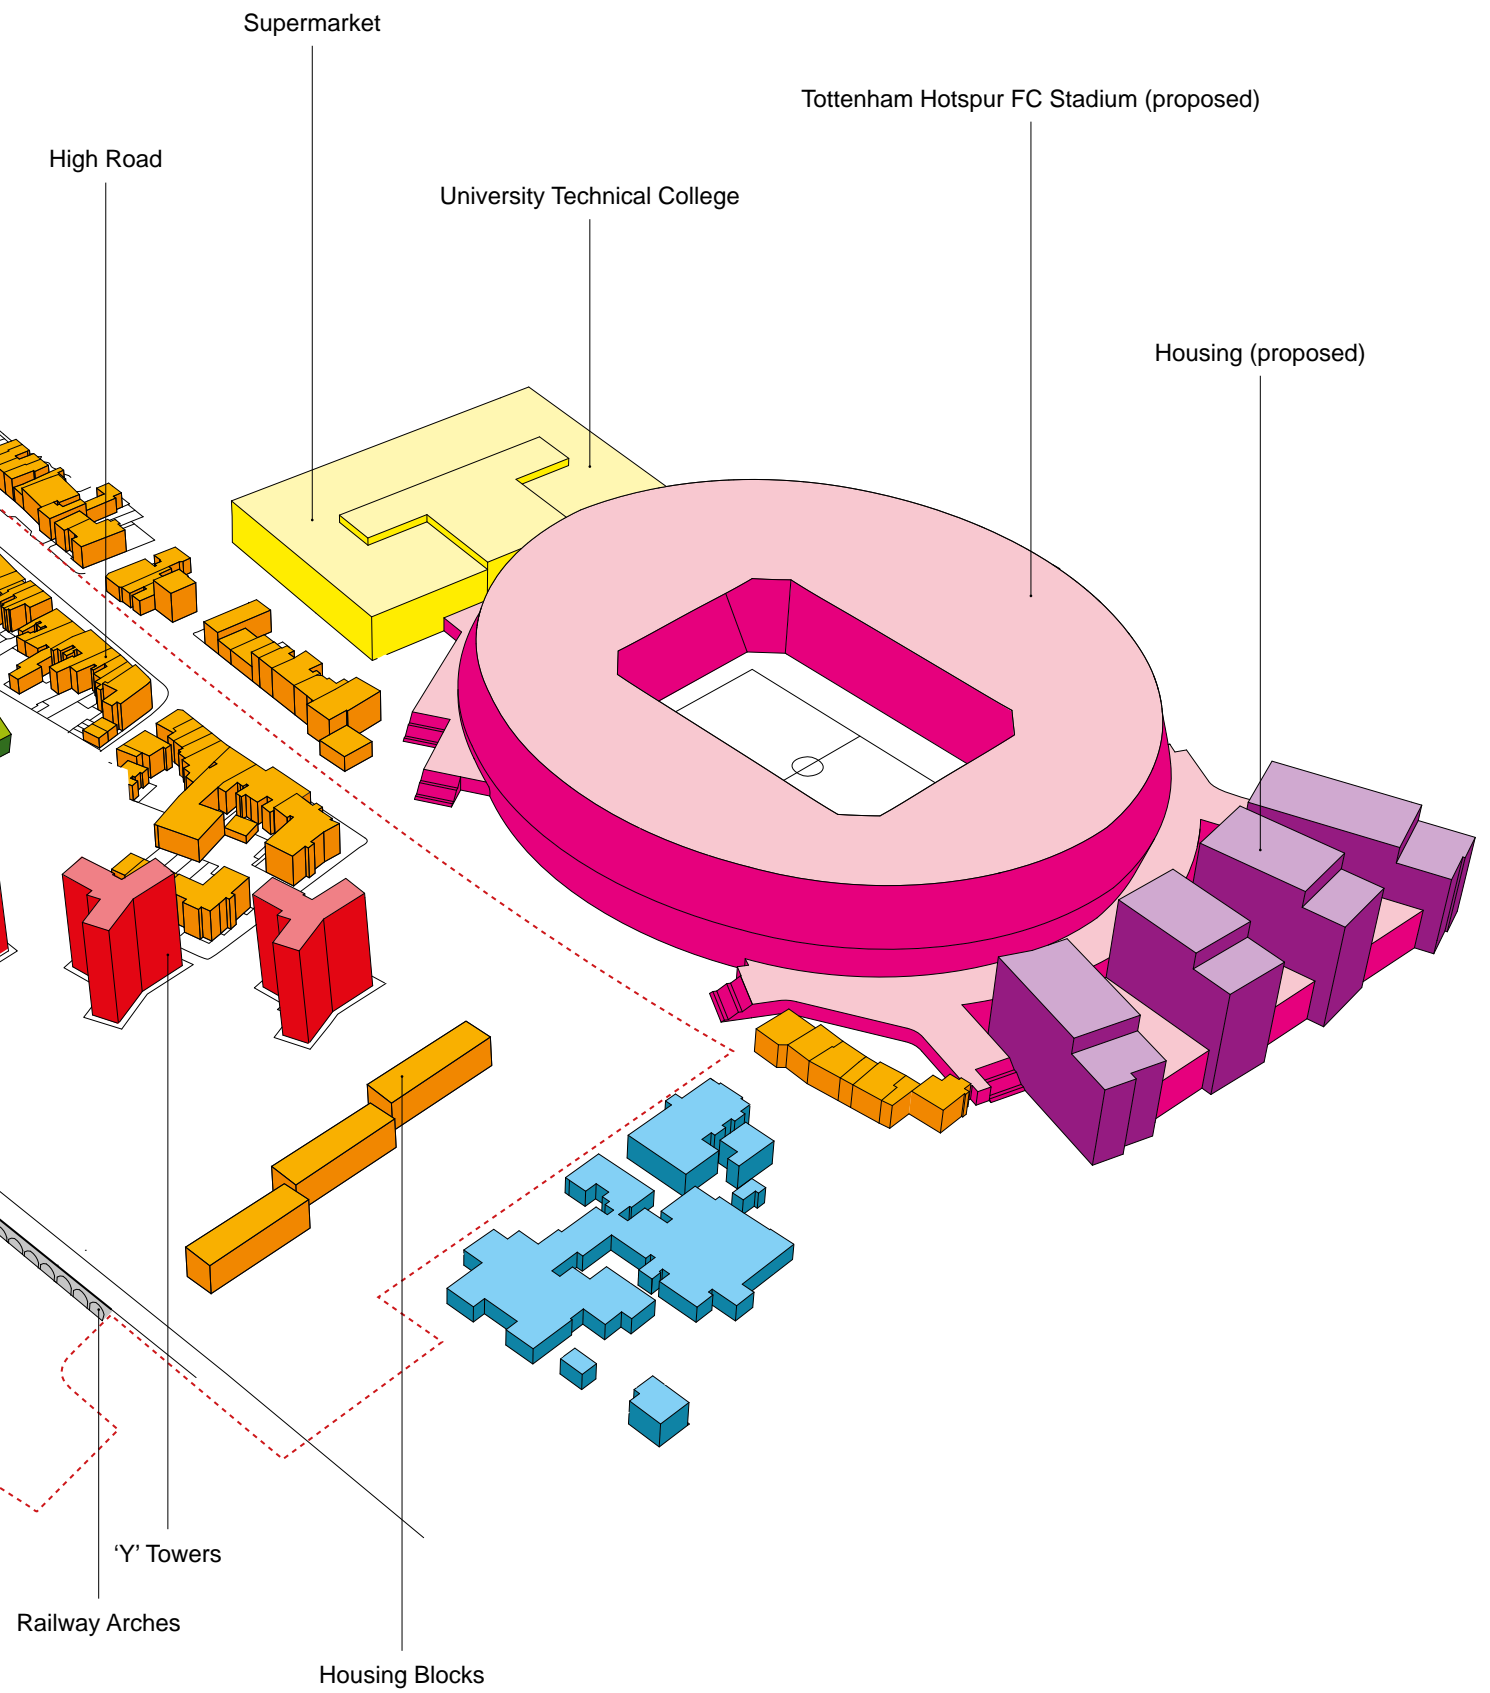 Supermarket
Tottenham Hotspur FC Stadium (proposed)
High Road
University Technical College
Housing (proposed)
‘Y’ Towers
Railway Arches
Housing Blocks